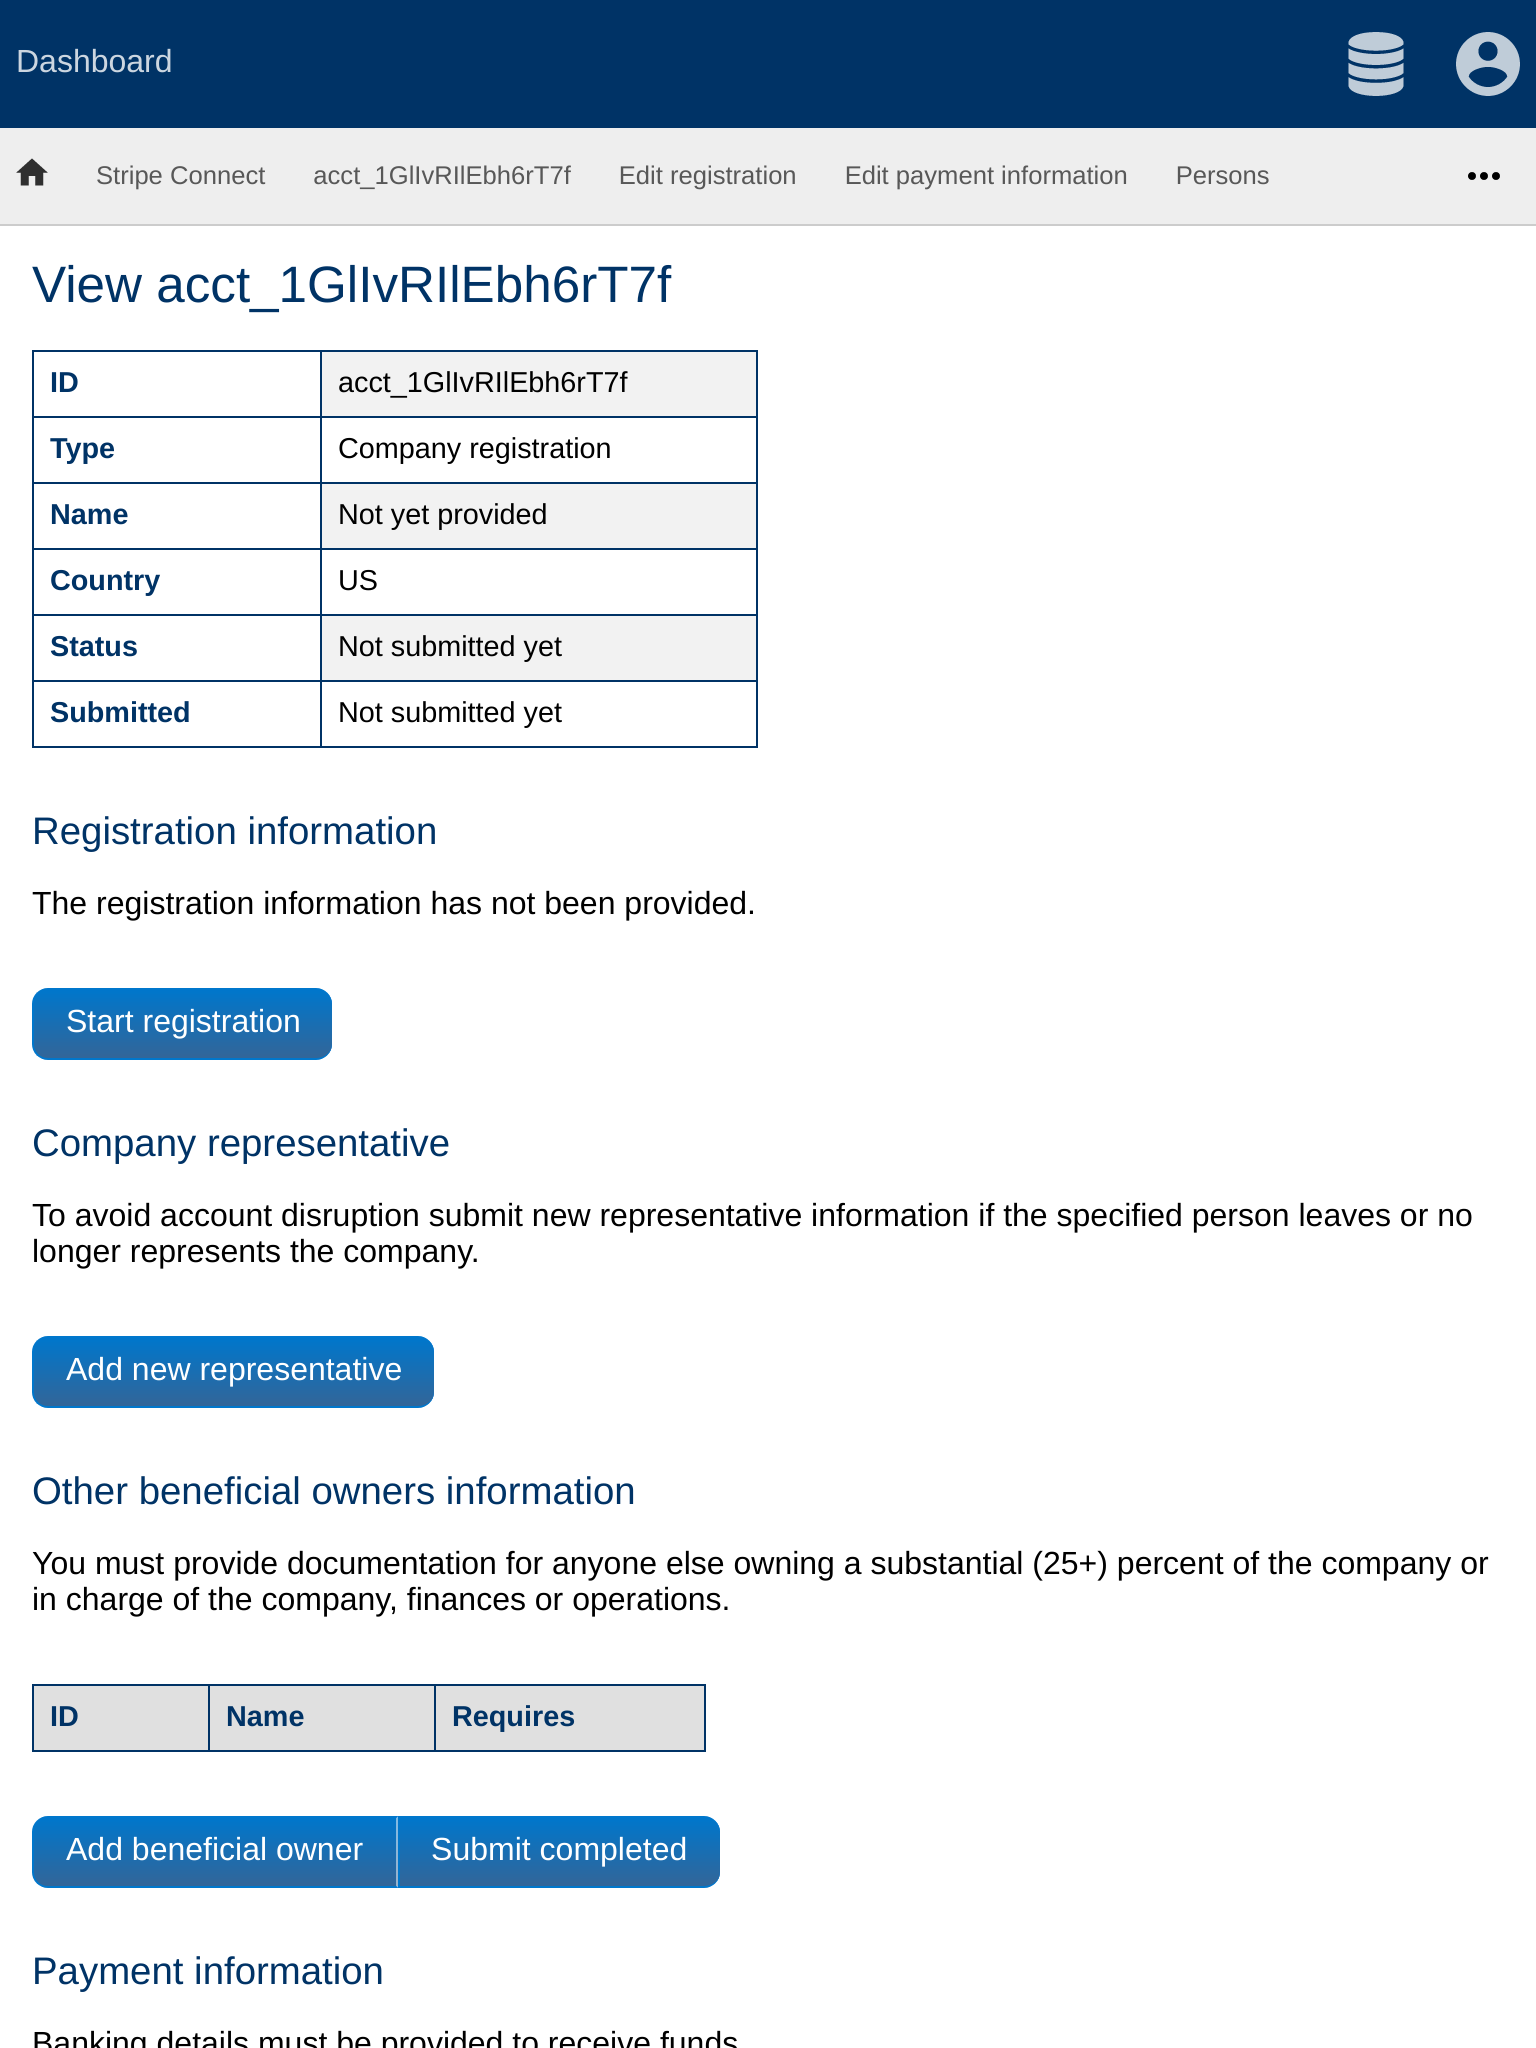 Dashboard
Stripe Connect acct_1GlIvRIlEbh6rT7f Edit registration Edit payment information Persons
View acct_1GlIvRIlEbh6rT7f
ID acct_1GlIvRIlEbh6rT7f
Type Company registration
Name Not yet provided
Country US
Status Not submitted yet
Submitted Not submitted yet
Registration information
The registration information has not been provided.
Start registration
Company representative
To avoid account disruption submit new representative information if the specified person leaves or no
longer represents the company.
Add new representative
Other beneficial owners information
You must provide documentation for anyone else owning a substantial (25+) percent of the company or
in charge of the company, finances or operations.
ID Name Requires
Add beneficial owner Submit completed
Payment information
Banking details must be provided to receive funds.